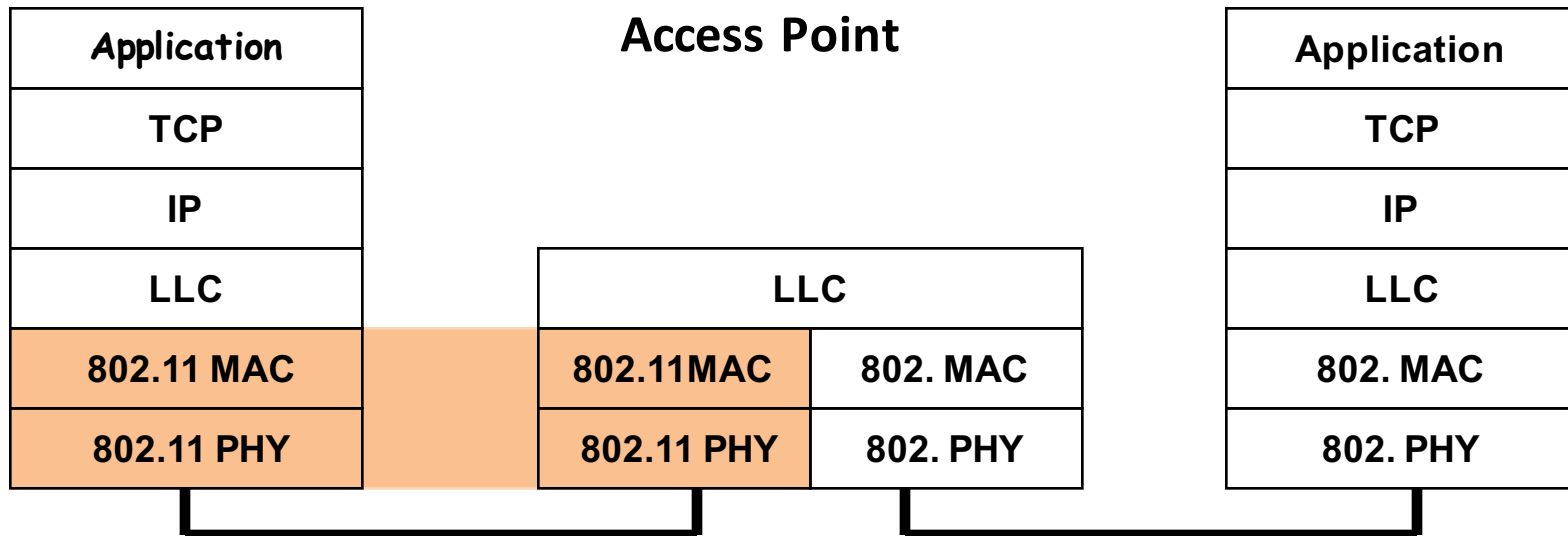 Access Point
Application
TCP
IP
LLC
802.11 MAC
802.11 PHY
LLC
802.11MAC
802. MAC
802.11 PHY
802. PHY
Application
TCP
IP
LLC
802. MAC
802. PHY